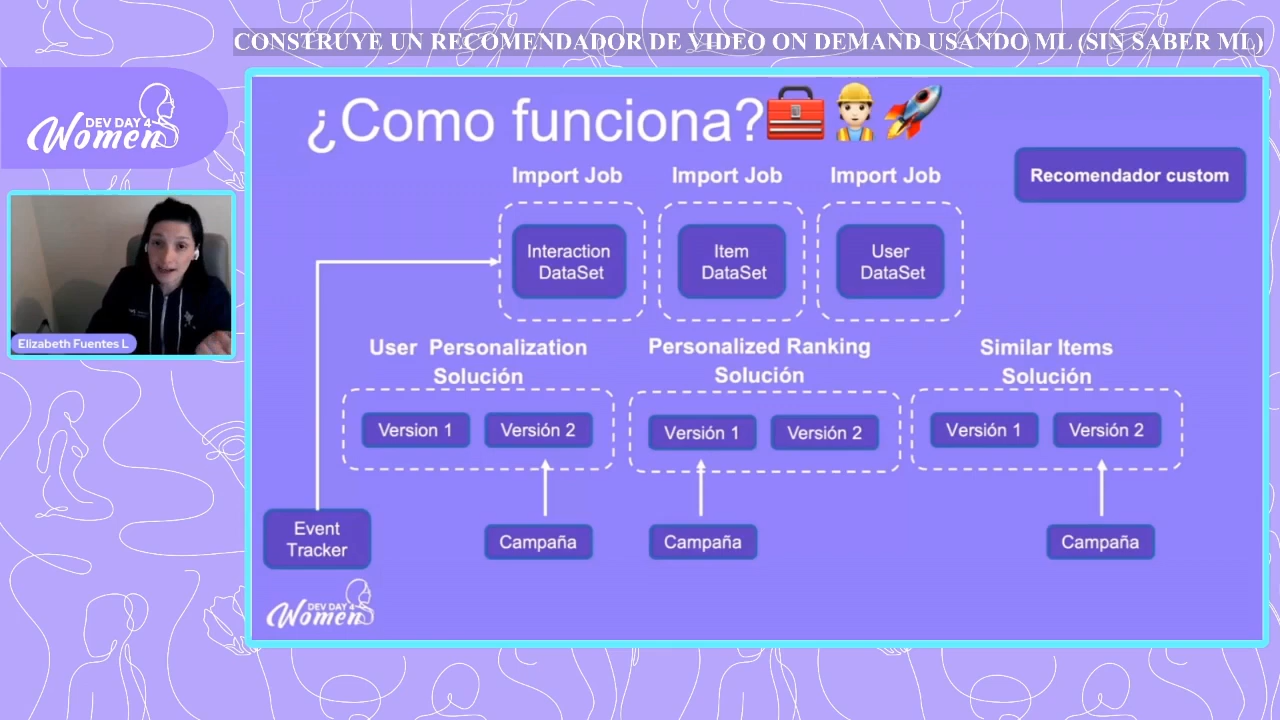 CONSTRUYE UN RECOMENDADOR DE VIDEO ON DEMAND USANDO ML (SIN SABER ML)
DEV DAY 4
Women
Elizabeth Fuentes L
¿Como funciona?
Recomendador custom
Import Job
Import Job
Import Job
Interaction
DataSet
Item
DataSet
User
DataSet
User Personalization
Solución
Personalized Ranking
Solución
Similar Items
Solución
Version 1
Versión 2
Versión 1
Versión 2
Versión 1
Versión 2
Event
Tracker
Campaña
Campaña
Campaña
DEV DAY 4
Women